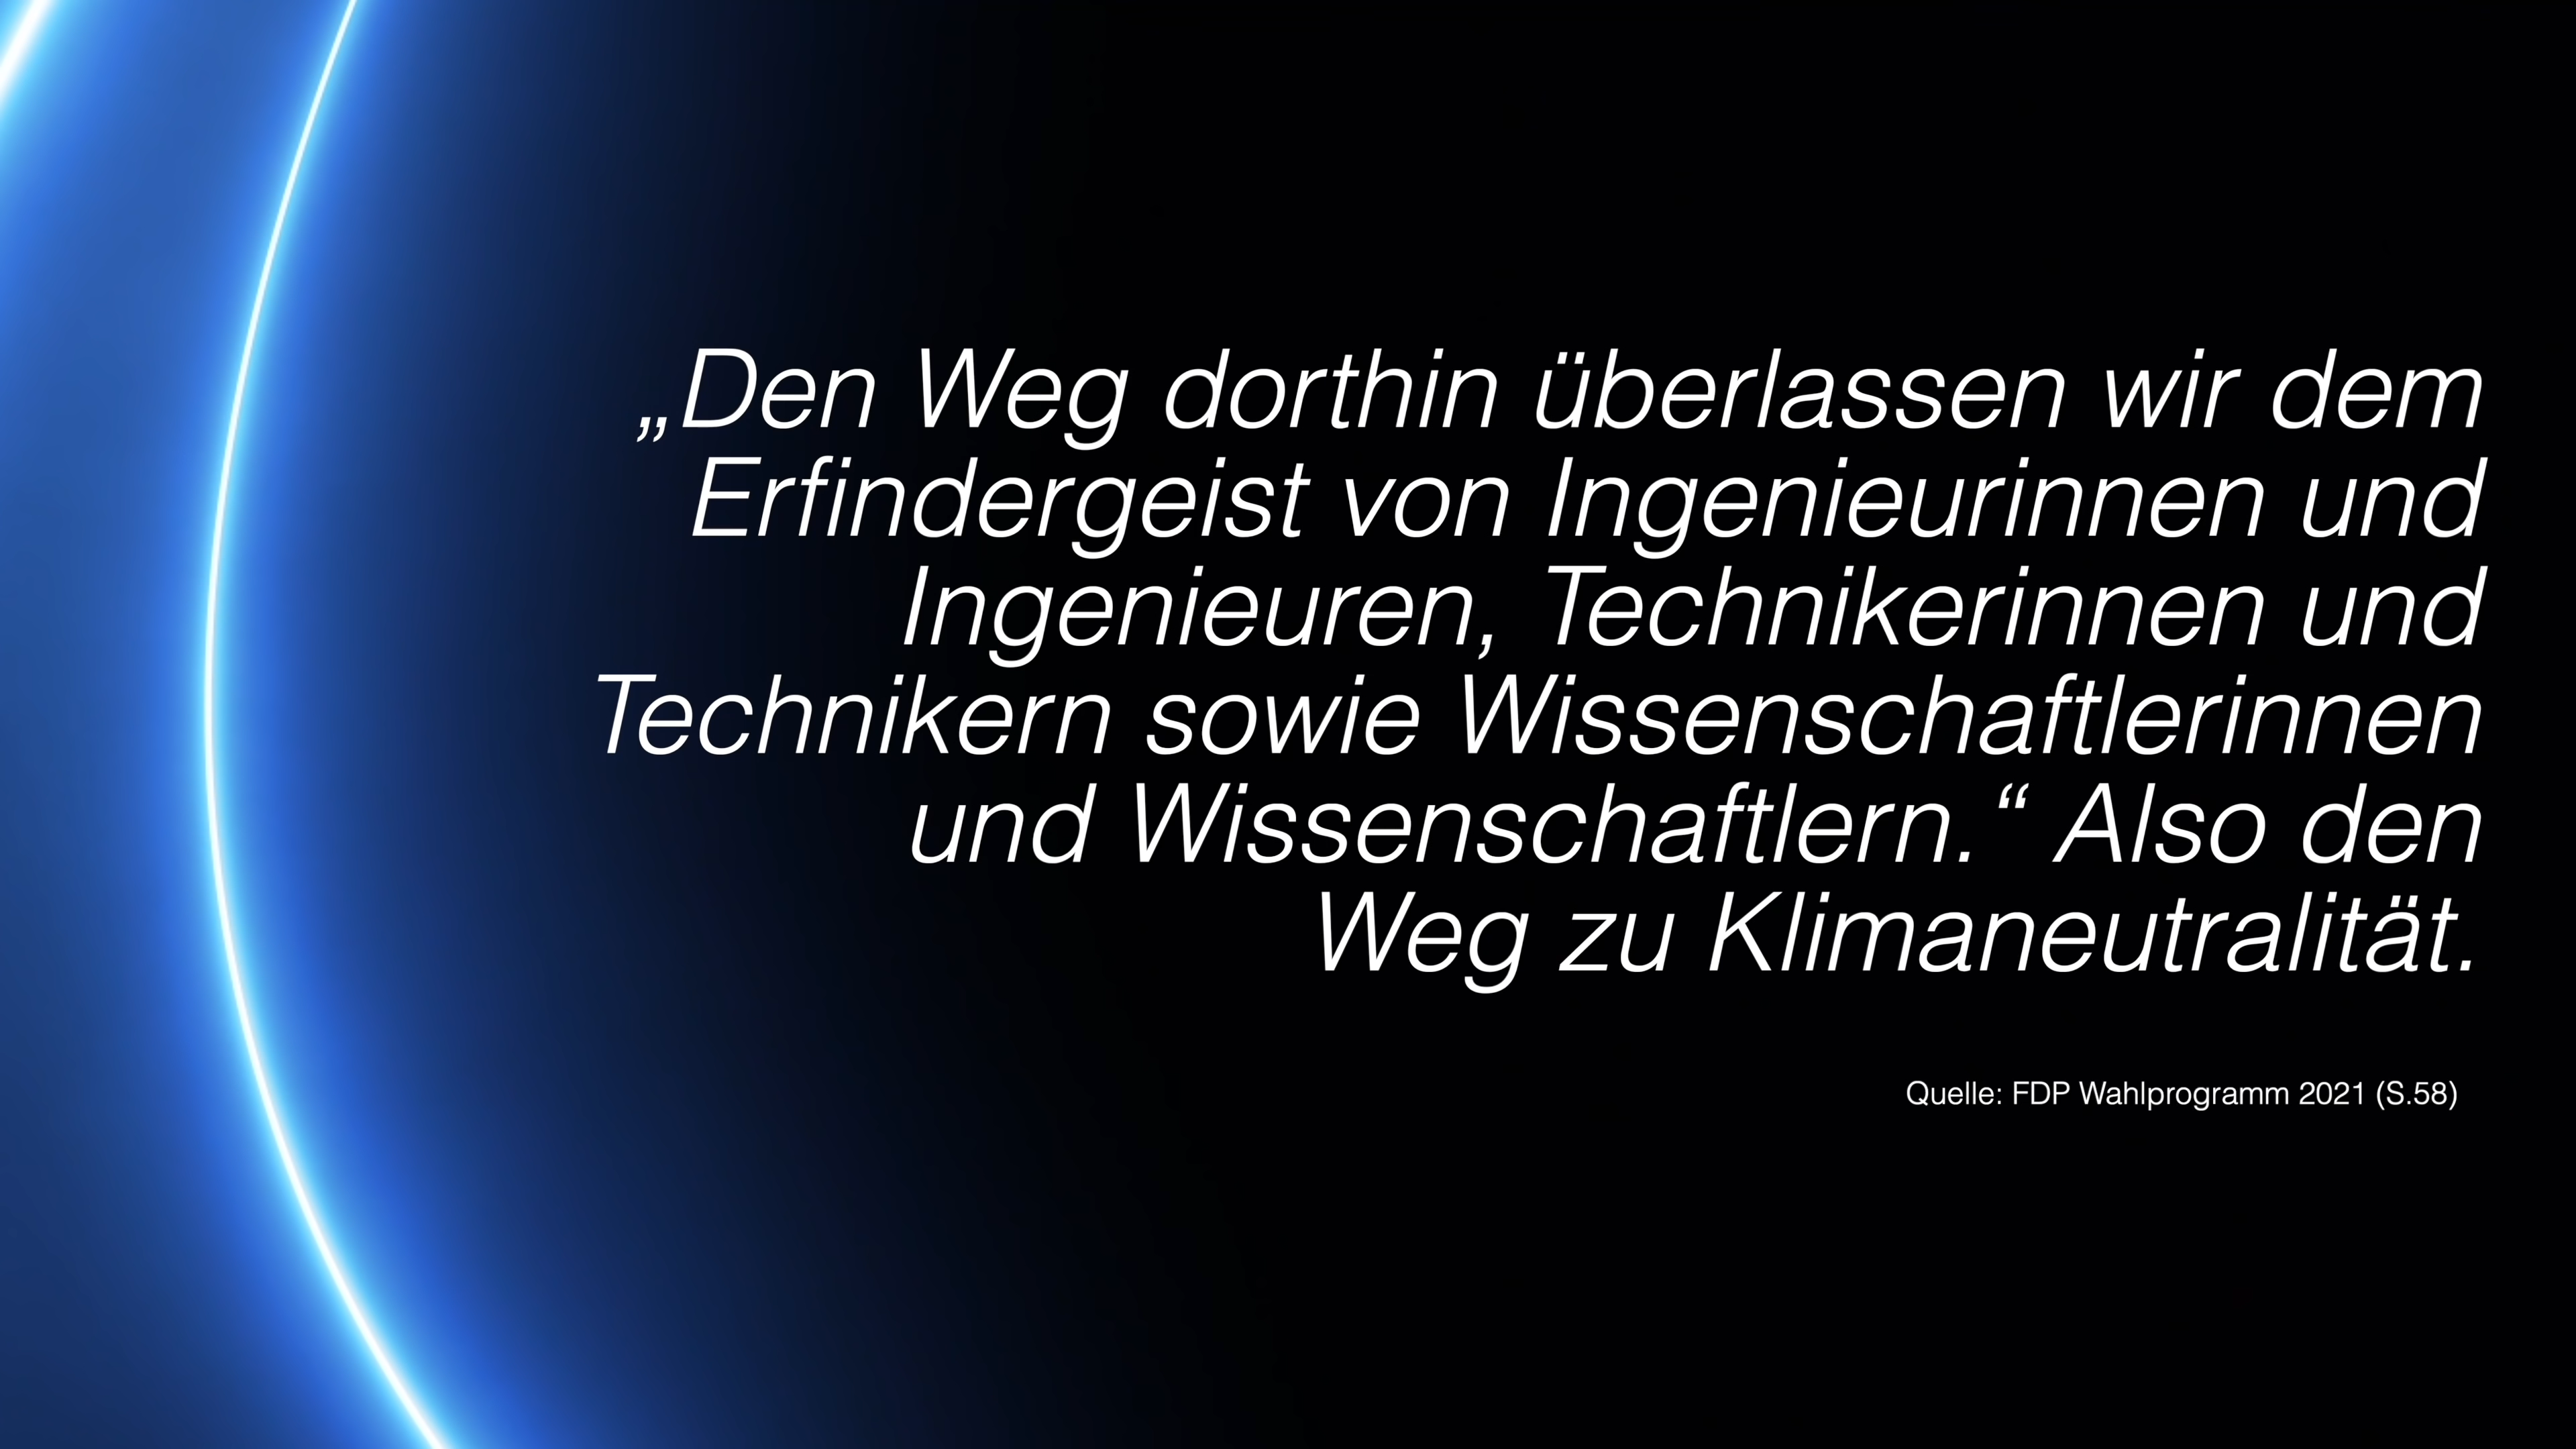 „Den Weg dorthin überlassen wir dem
Erfindergeist von Ingenieurinnen und
Ingenieuren, Technikerinnen und
Technikern sowie Wissenschaftlerinnen
und Wissenschaftlern.“ Also den
Weg zu Klimaneutralität.
Quelle: FDP Wahlprogramm 2021 (S.58)